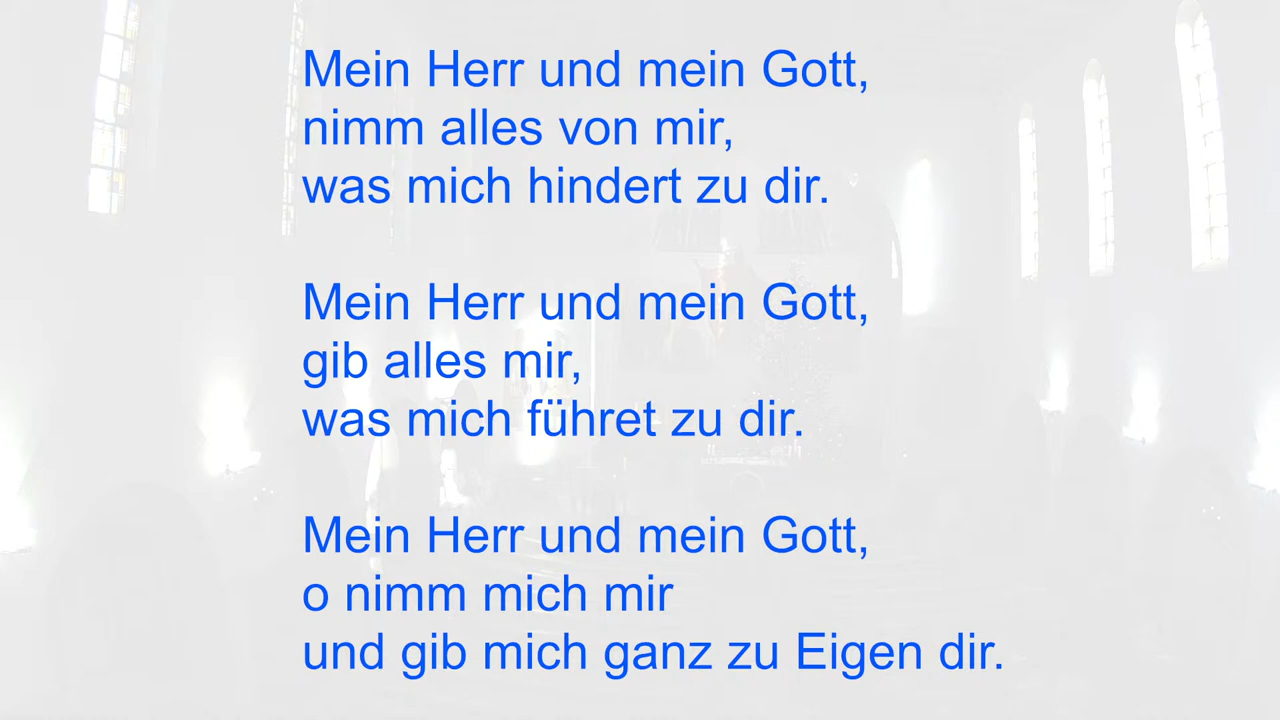 Mein Herr und mein Gott,
nimm alles von mir,
was mich hindert zu dir.
Mein Herr und mein Gott,
gib alles mir,
was mich führet zu dir.
Mein Herr und mein Gott,
o nimm mich mir
und gib mich ganz zu Eigen dir.